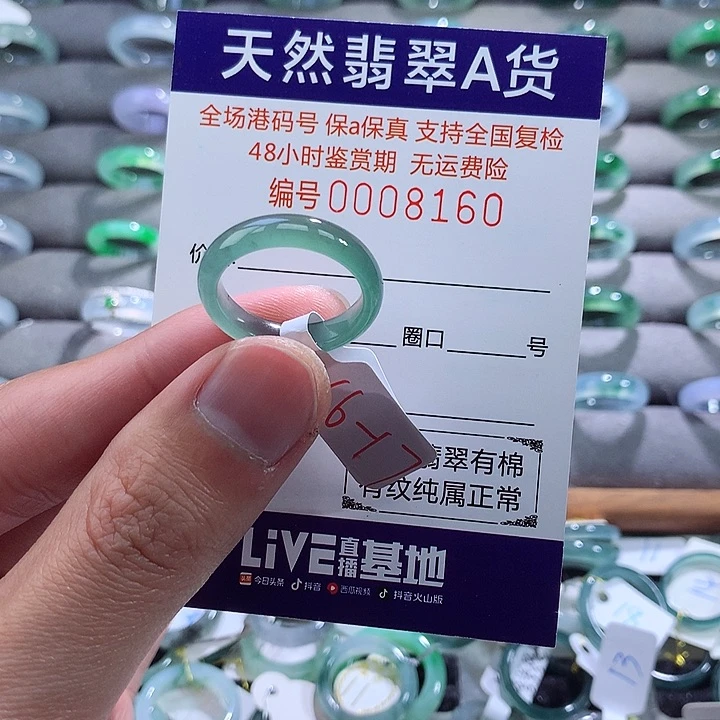 天然翡翠A货
全场港码号 保a保真 支持全国复检
48小时鉴赏期 无运费险
编号0008160
价
圈口 号
翡翠有棉
有纹纯属正常
LiVE直播基地
今日头条 抖音 西瓜视频 抖音火山版
13